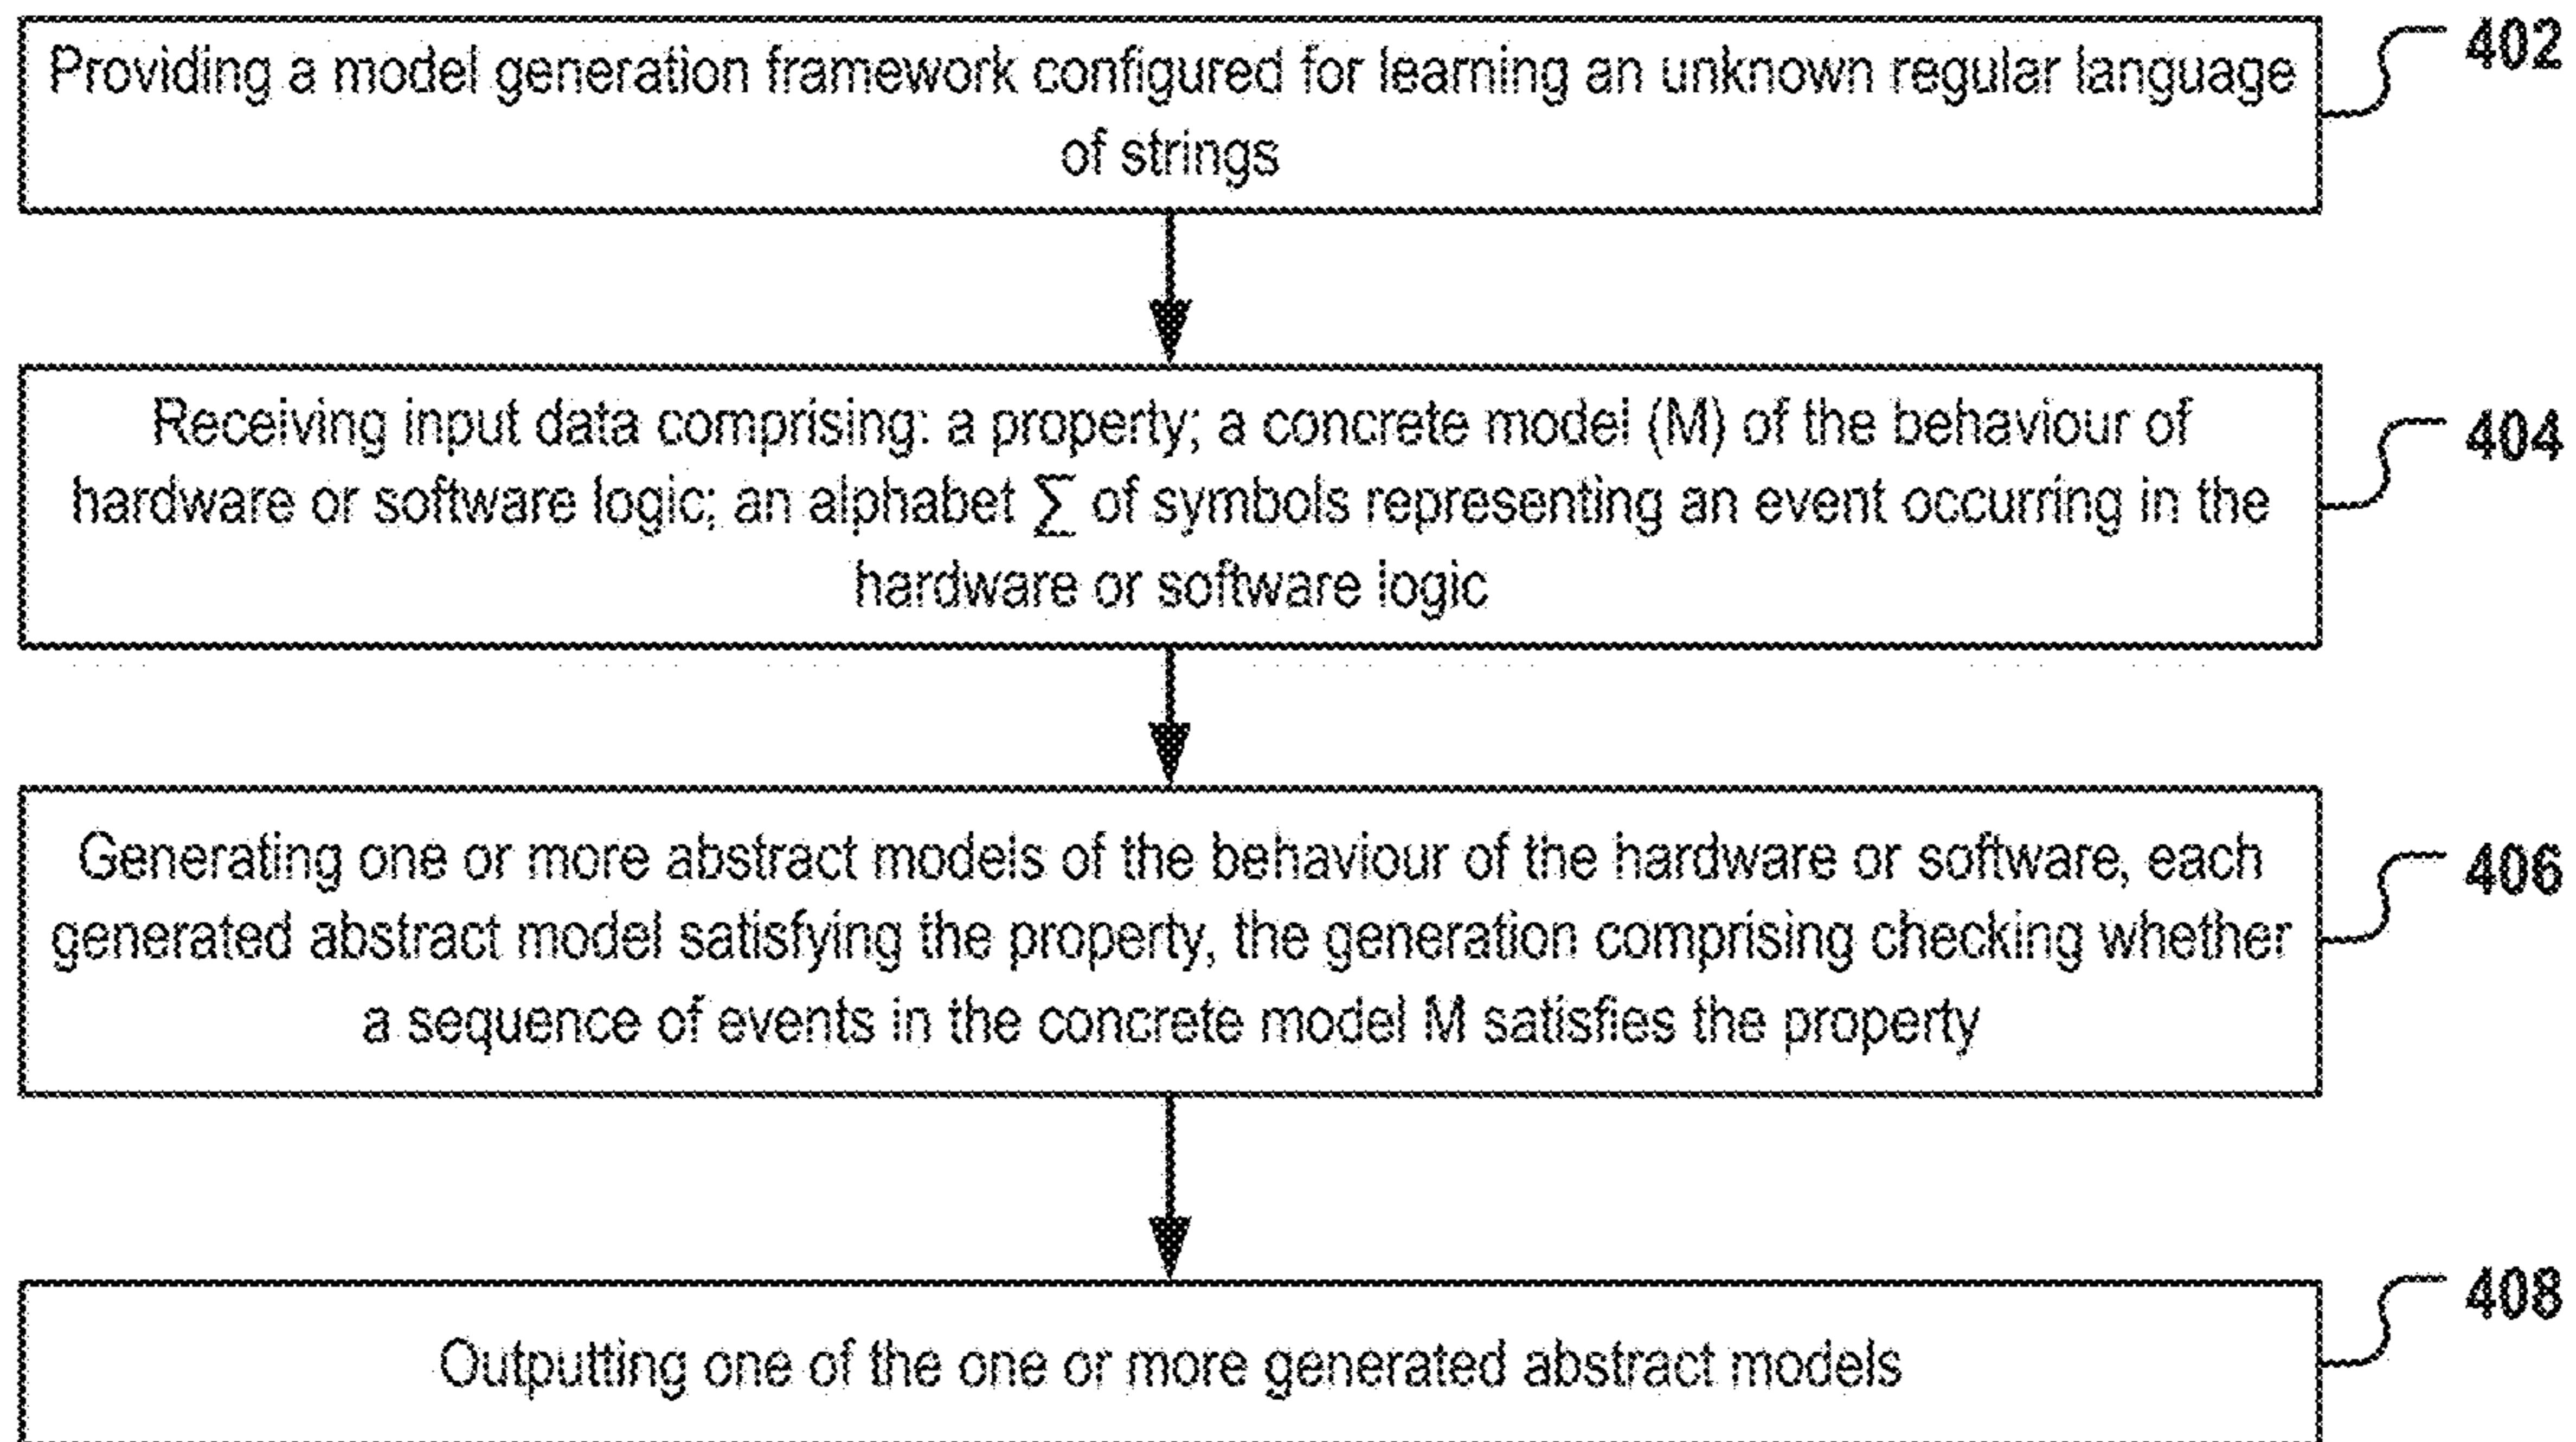 Providing a model generation framework configured for learning an unknown regular language
of strings
402
Receiving input data comprising: a property; a concrete model (M) of the behaviour of
hardware or software logic; an alphabet ∑ of symbols representing an event occurring in the
hardware or software logic
404
Generating one or more abstract models of the behaviour of the hardware or software, each
generated abstract model satisfying the property, the generation comprising checking whether
a sequence of events in the concrete model M satisfies the property
406
Outputting one of the one or more generated abstract models
408